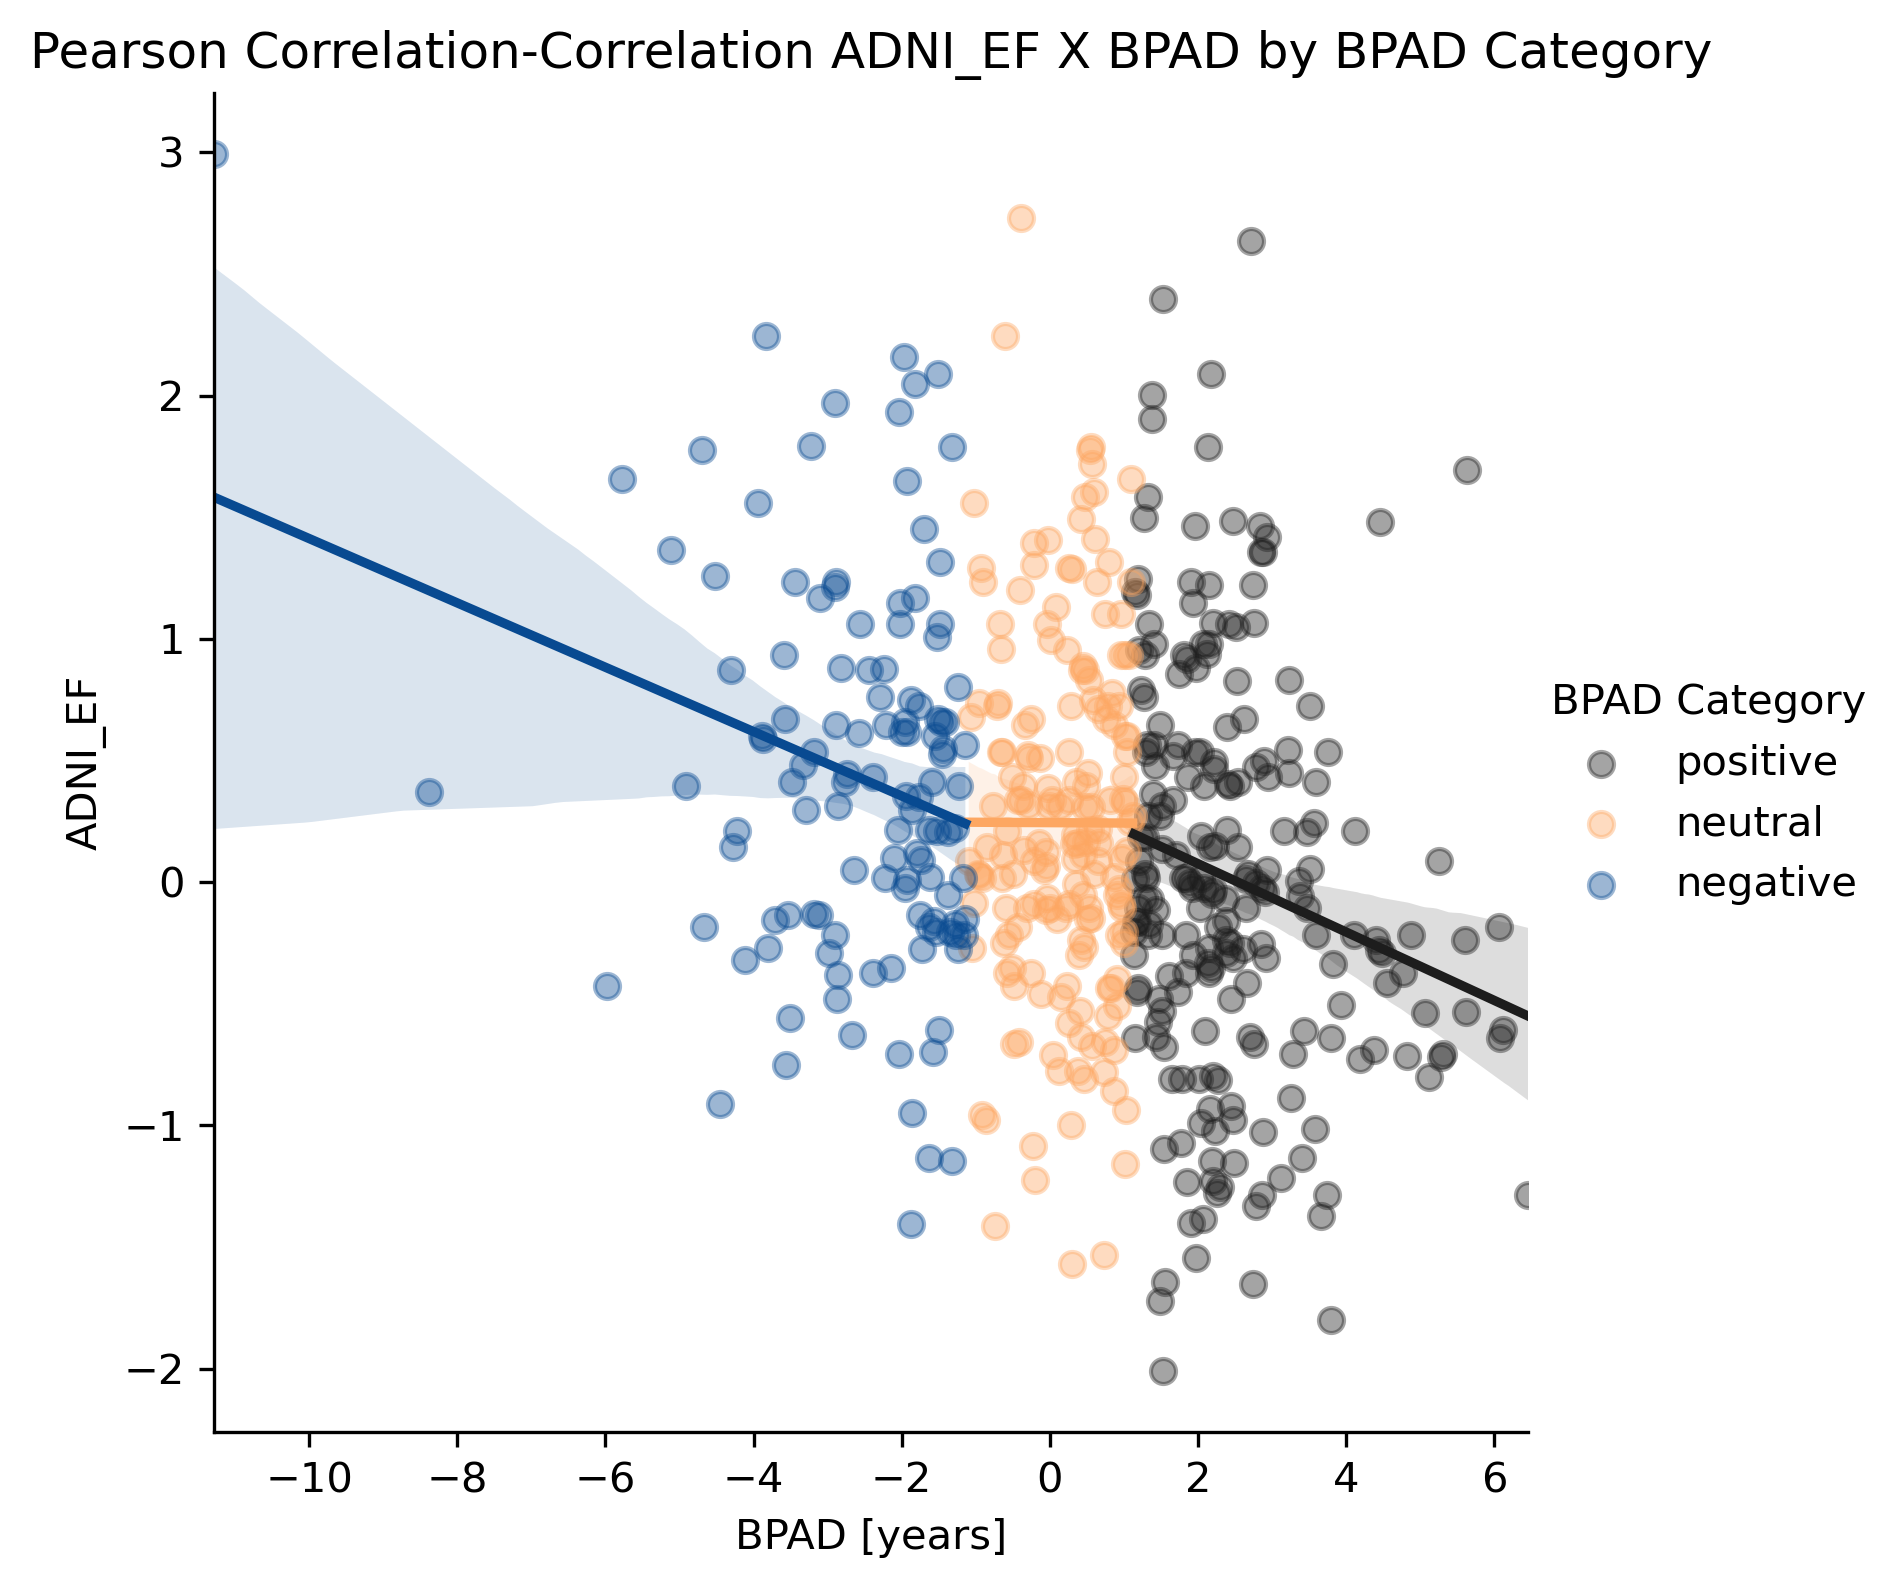 Pearson Correlation-Correlation ADNI_EF X BPAD by BPAD Category
3
2
1
0
−1
−2
ADNI_EF
−10 −8 −6 −4 −2 0 2 4 6
BPAD [years]
BPAD Category
positive
neutral
negative